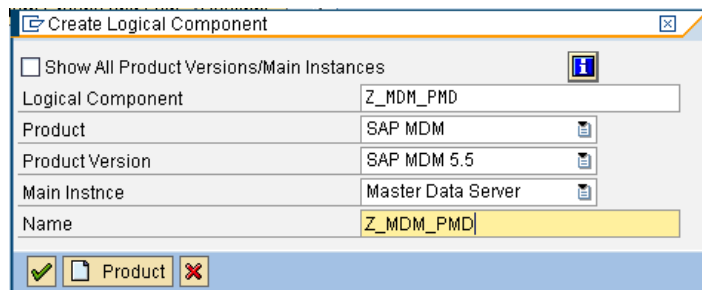 Create Logical Component
Show All Product Versions/Main Instances
Logical Component Z_MDM_PMD
Product SAP MDM
Product Version SAP MDM 5.5
Main Instnce Master Data Server
Name Z_MDM_PMD
Product